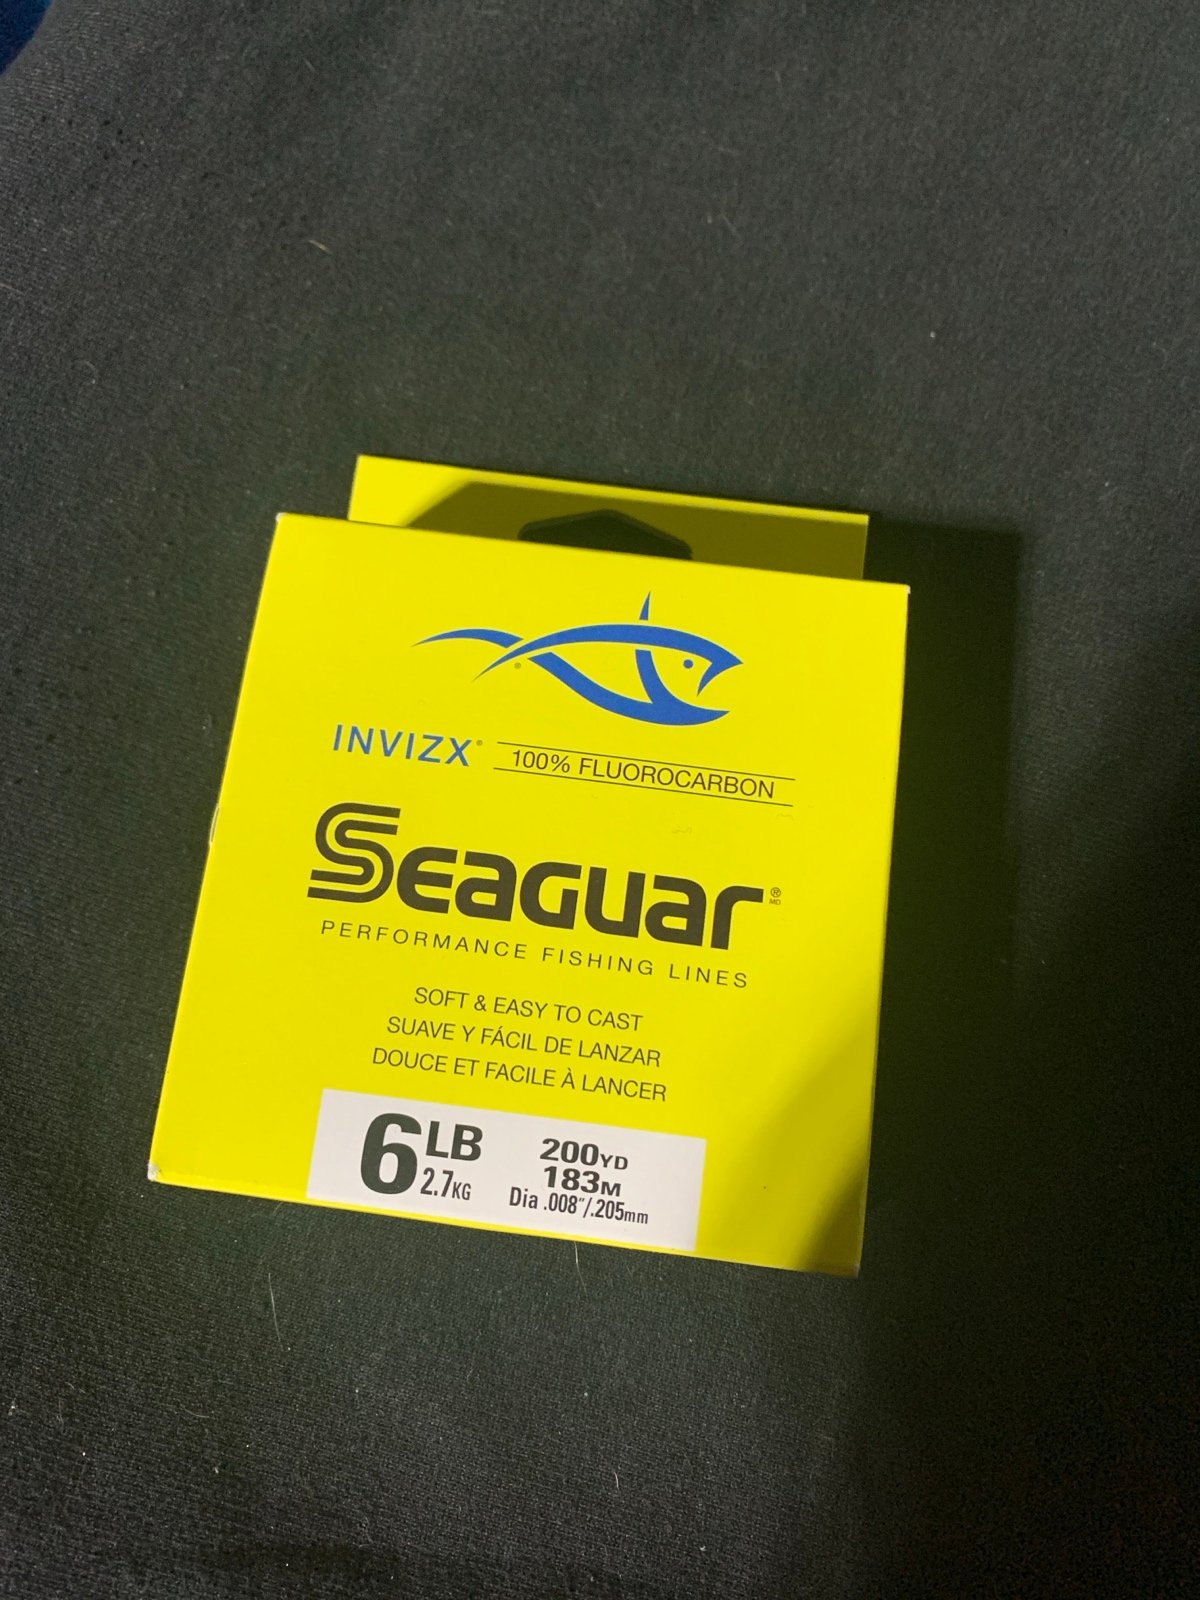 INVIZX® 100% FLUOROCARBON
Seaguar® MD
PERFORMANCE FISHING LINES
SOFT & EASY TO CAST
SUAVE Y FÁCIL DE LANZAR
DOUCE ET FACILE À LANCER
6LB 200YD
2.7KG 183M
Dia .008"/.205mm